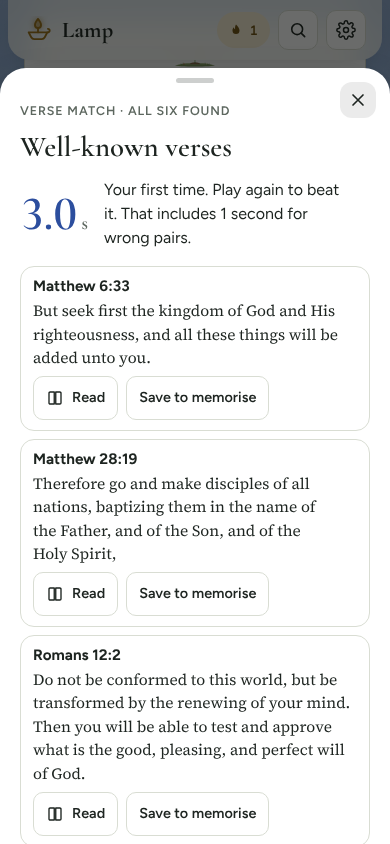 Lamp
1
VERSE MATCH · ALL SIX FOUND
Well-known verses
3.0 s
Your first time. Play again to beat
it. That includes 1 second for
wrong pairs.
Matthew 6:33
But seek first the kingdom of God and His
righteousness, and all these things will be
added unto you.
Read
Save to memorise
Matthew 28:19
Therefore go and make disciples of all
nations, baptizing them in the name of
the Father, and of the Son, and of the
Holy Spirit,
Read
Save to memorise
Romans 12:2
Do not be conformed to this world, but be
transformed by the renewing of your mind.
Then you will be able to test and approve
what is the good, pleasing, and perfect will
of God.
Read
Save to memorise